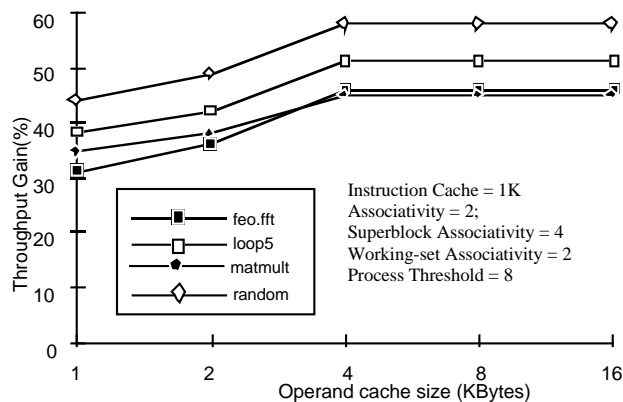 60
50
40
30
20
10
0
Throughput Gain(%)
feo.fft
loop5
matmult
random
Instruction Cache = 1K
Associativity = 2;
Superblock Associativity = 4
Working-set Associativity = 2
Process Threshold = 8
1 2 4 8 16
Operand cache size (KBytes)